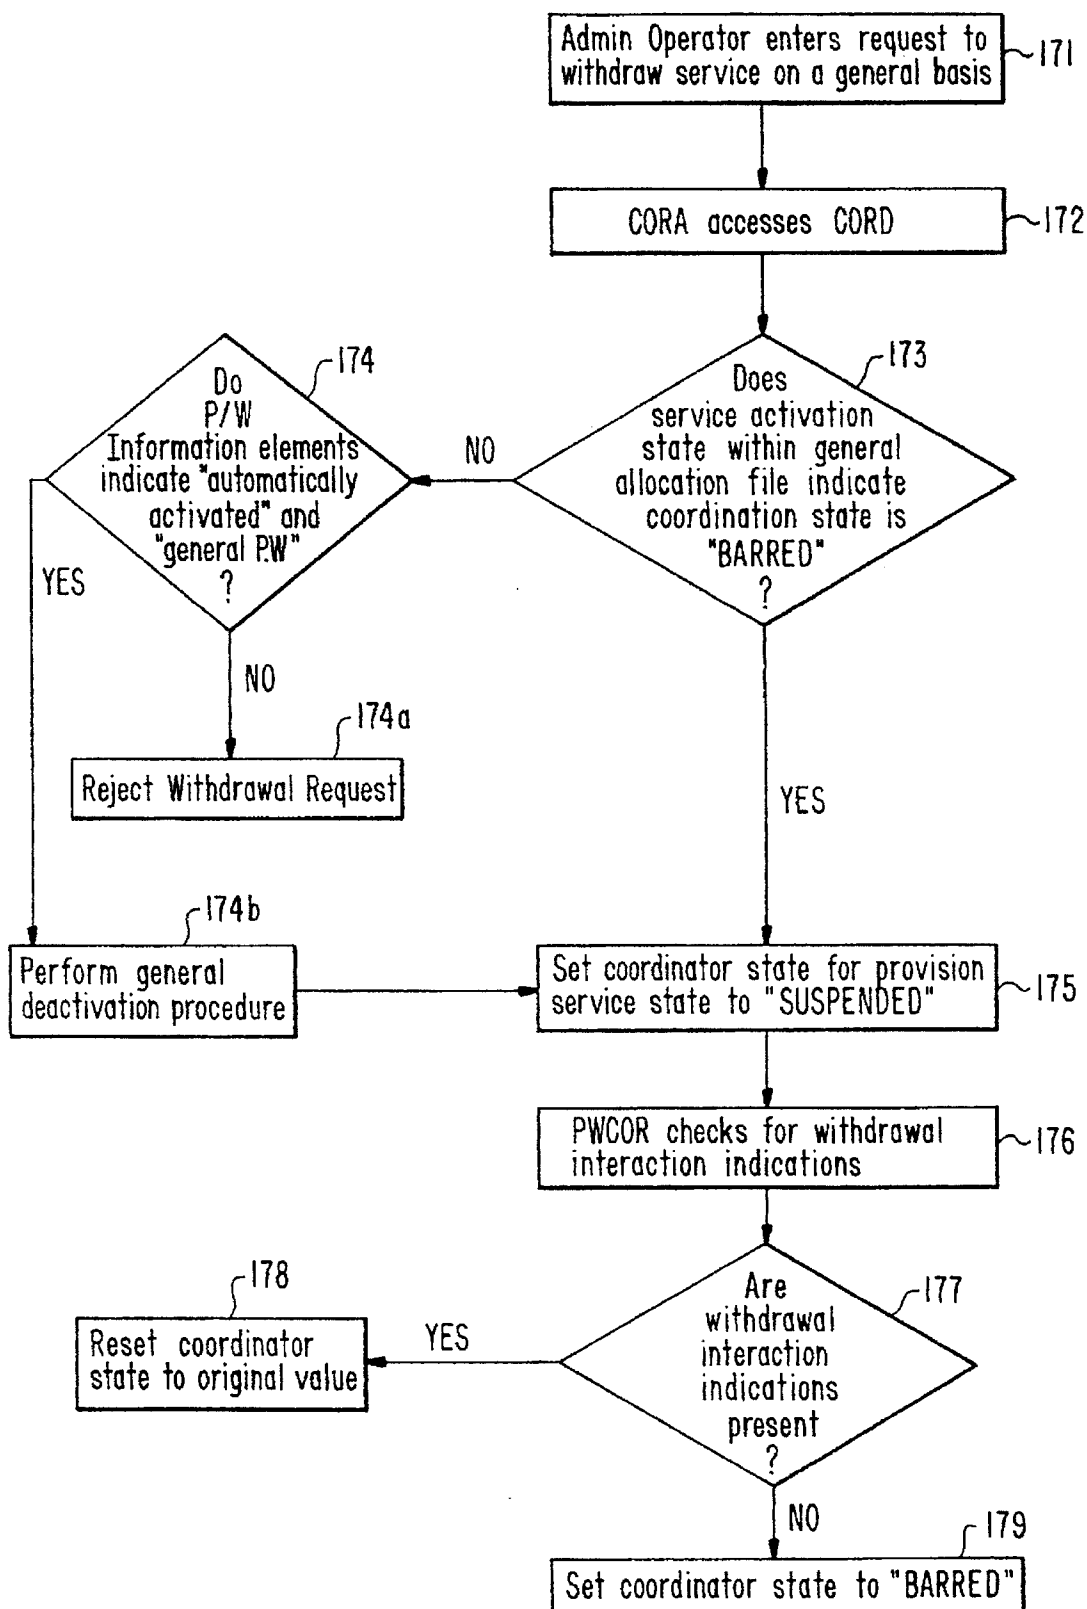 Admin Operator enters request to
withdraw service on a general basis
171
CORA accesses CORD
172
Does
service activation
state within general
allocation file indicate
coordination state is
"BARRED"
?
173
NO
Do
P/W
Information elements
indicate "automatically
activated" and
"general P.W"
?
174
YES
NO
174a
Reject Withdrawal Request
YES
174b
Perform general
deactivation procedure
Set coordinator state for provision
service state to "SUSPENDED"
175
PWCOR checks for withdrawal
interaction indications
176
Are
withdrawal
interaction
indications
present
?
177
YES
178
Reset coordinator
state to original value
NO
179
Set coordinator state to "BARRED"